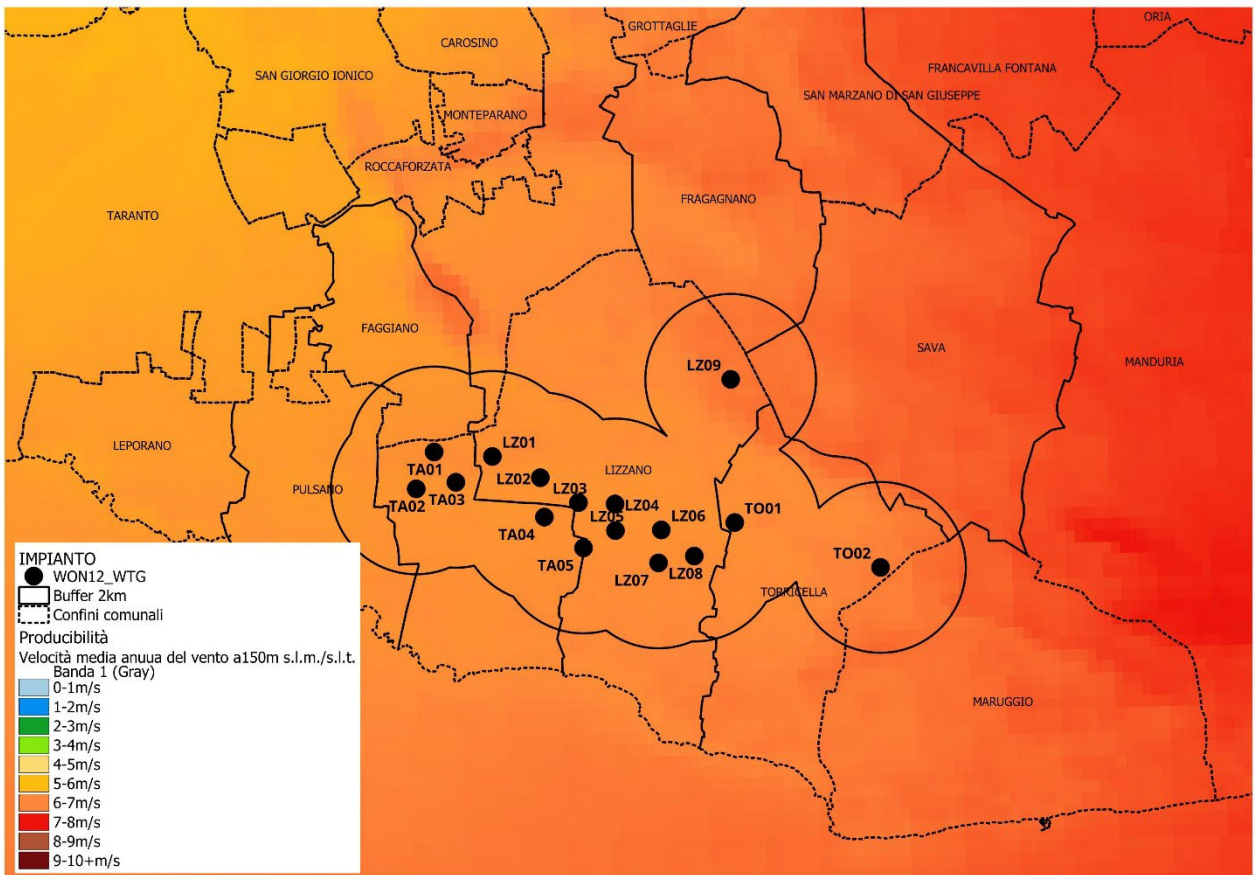 ORIA
GROTTAGLIE
CAROSINO
FRANCAVILLA FONTANA
SAN GIORGIO IONICO
SAN MARZANO DI SAN GIUSEPPE
MONTEPARANO
ROCCAFORZATA
FRAGAGNANO
TARANTO
FAGGIANO
SAVA
MANDURIA
LZ09
LEPORANO
LZ01
TA01
LIZZANO
LZ02
PULSANO
LZ03
TA02
TA03
LZ04
LZ05
LZ06
TO01
TA04
TA05
TO02
LZ07
LZ08
TORRICELLA
MARUGGIO
IMPIANTO
WON12_WTG
Buffer 2km
Confini comunali
Producibilità
Velocità media anuua del vento a150m s.l.m./s.l.t.
Banda 1 (Gray)
0-1m/s
1-2m/s
2-3m/s
3-4m/s
4-5m/s
5-6m/s
6-7m/s
7-8m/s
8-9m/s
9-10+m/s